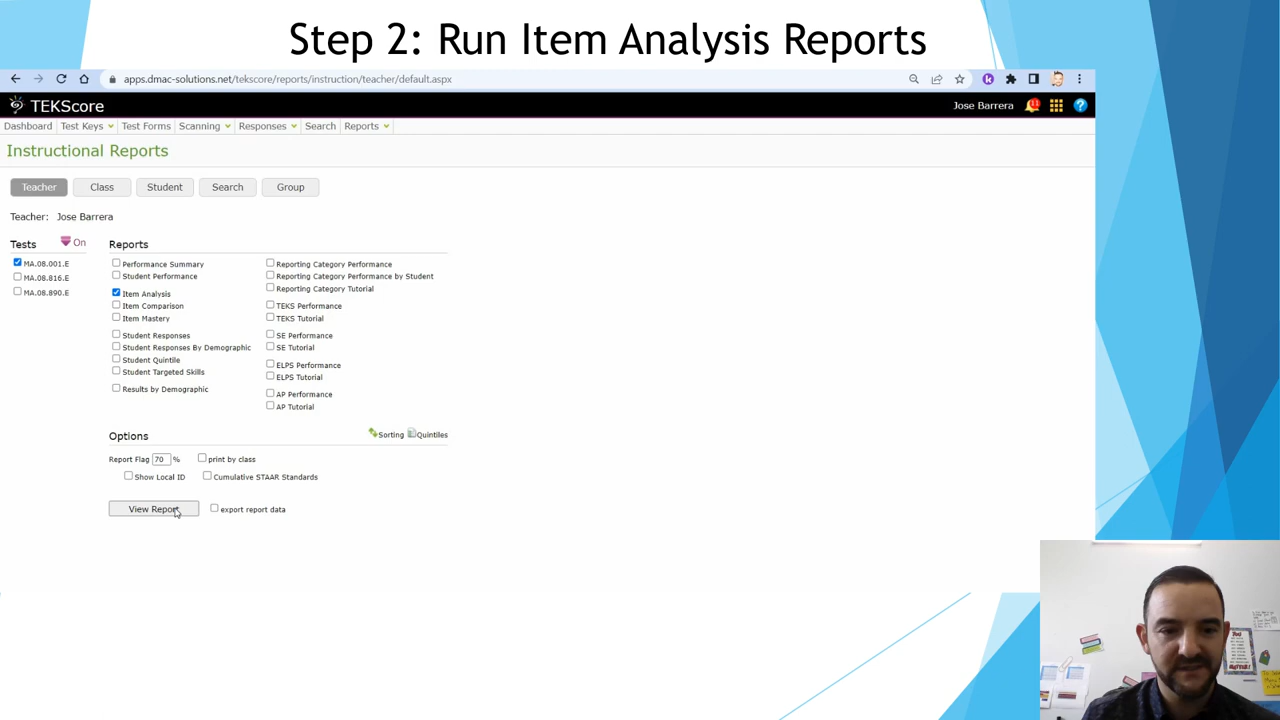 Step 2: Run Item Analysis Reports
apps.dmac-solutions.net/tekscore/reports/instruction/teacher/default.aspx
TEKScore
Jose Barrera
Dashboard Test Keys Test Forms Scanning Responses Search Reports
Instructional Reports
Teacher Class Student Search Group
Teacher: Jose Barrera
Tests On
MA.08.001.E
MA.08.816.E
MA.08.890.E
Reports
Performance Summary
Student Performance
Item Analysis
Item Comparison
Item Mastery
Student Responses
Student Responses By Demographic
Student Quintile
Student Targeted Skills
Results by Demographic
Reporting Category Performance
Reporting Category Performance by Student
Reporting Category Tutorial
TEKS Performance
TEKS Tutorial
SE Performance
SE Tutorial
ELPS Performance
ELPS Tutorial
AP Performance
AP Tutorial
Options Sorting Quintiles
Report Flag 70 % print by class
Show Local ID Cumulative STAAR Standards
View Report export report data